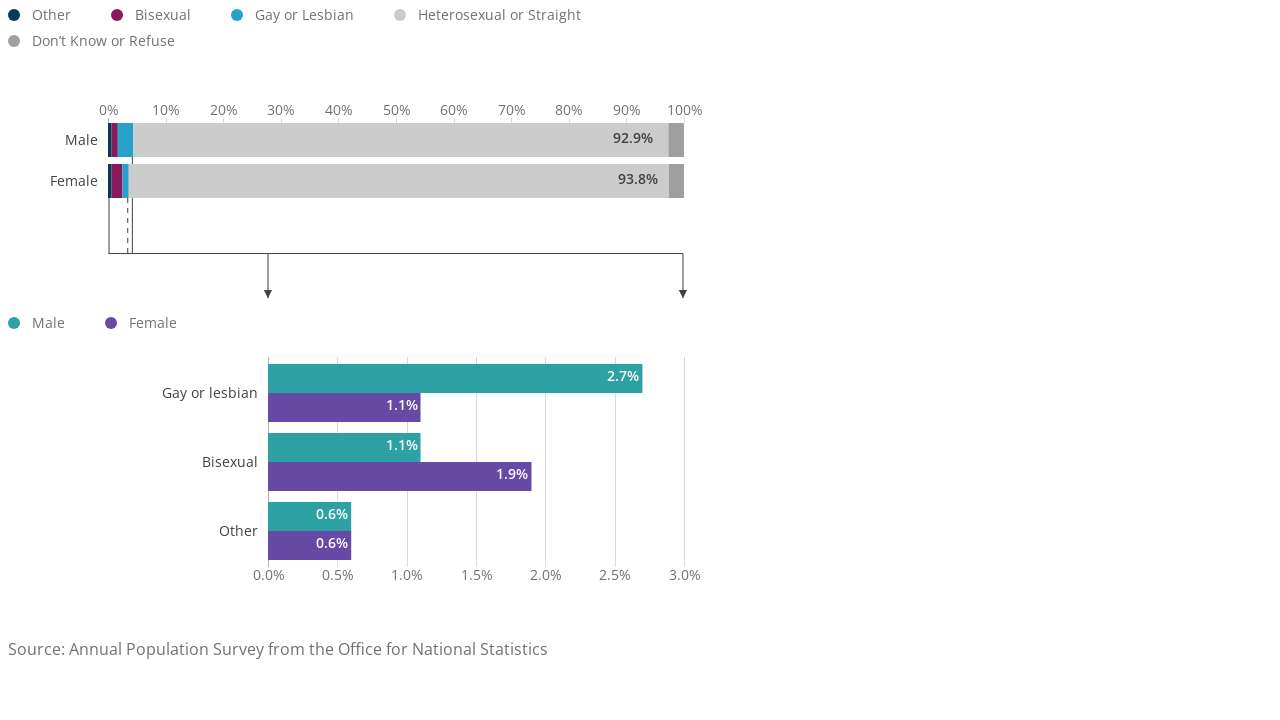 Other Bisexual Gay or Lesbian Heterosexual or Straight
Don’t Know or Refuse
0% 10% 20% 30% 40% 50% 60% 70% 80% 90% 100%
Male 92.9%
Female 93.8%
Male Female
2.7%
Gay or lesbian
1.1%
1.1%
Bisexual
1.9%
0.6%
Other
0.6%
0.0% 0.5% 1.0% 1.5% 2.0% 2.5% 3.0%
Source: Annual Population Survey from the Office for National Statistics